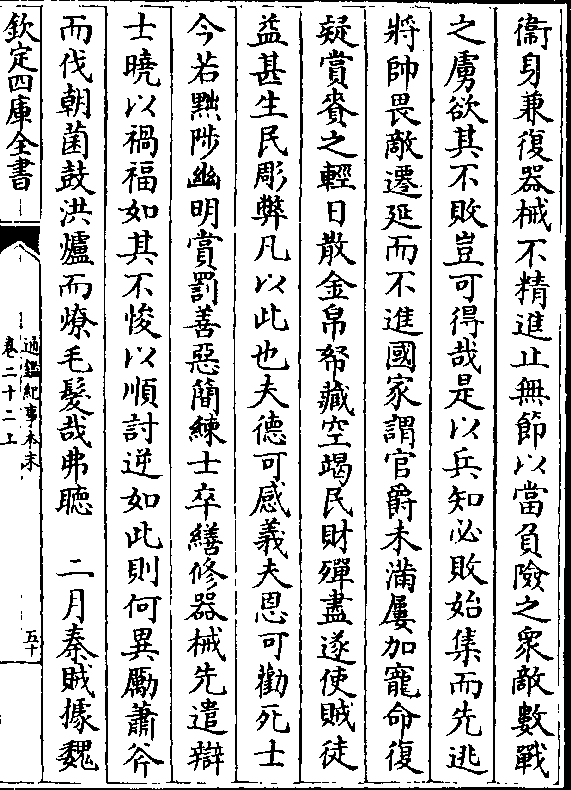 衞身兼復器械不精進止無節以當負險之衆敵數戰
之虜欲其不敗豈可得哉是以兵知必敗始集而先逃
將帥畏敵遷延而不進國家謂官爵未滿屢加寵命復
疑賞賚之輕日散金帛帑藏空竭民財殫盡遂使賊徒
益甚生民彫弊凡以此也夫德可感義夫恩可勸死士
今若黜陟幽明賞罰善惡簡練士卒繕修器械先遣辯
士曉以禍福如其不悛以順討逆如此則何異勵蕭斧
而伐朝菌鼓洪爐而燎毛髮哉弗聽　二月秦賊據魏
欽定四庫全書
通鑑紀事本末
卷二十二上
五十